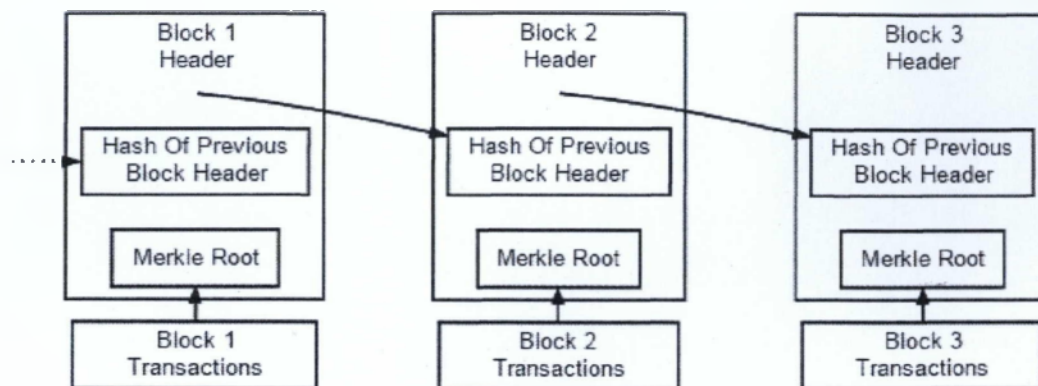 Block 1
Header
Hash Of Previous
Block Header
Merkle Root
Block 1
Transactions
Block 2
Header
Hash Of Previous
Block Header
Merkle Root
Block 2
Transactions
Block 3
Header
Hash Of Previous
Block Header
Merkle Root
Block 3
Transactions